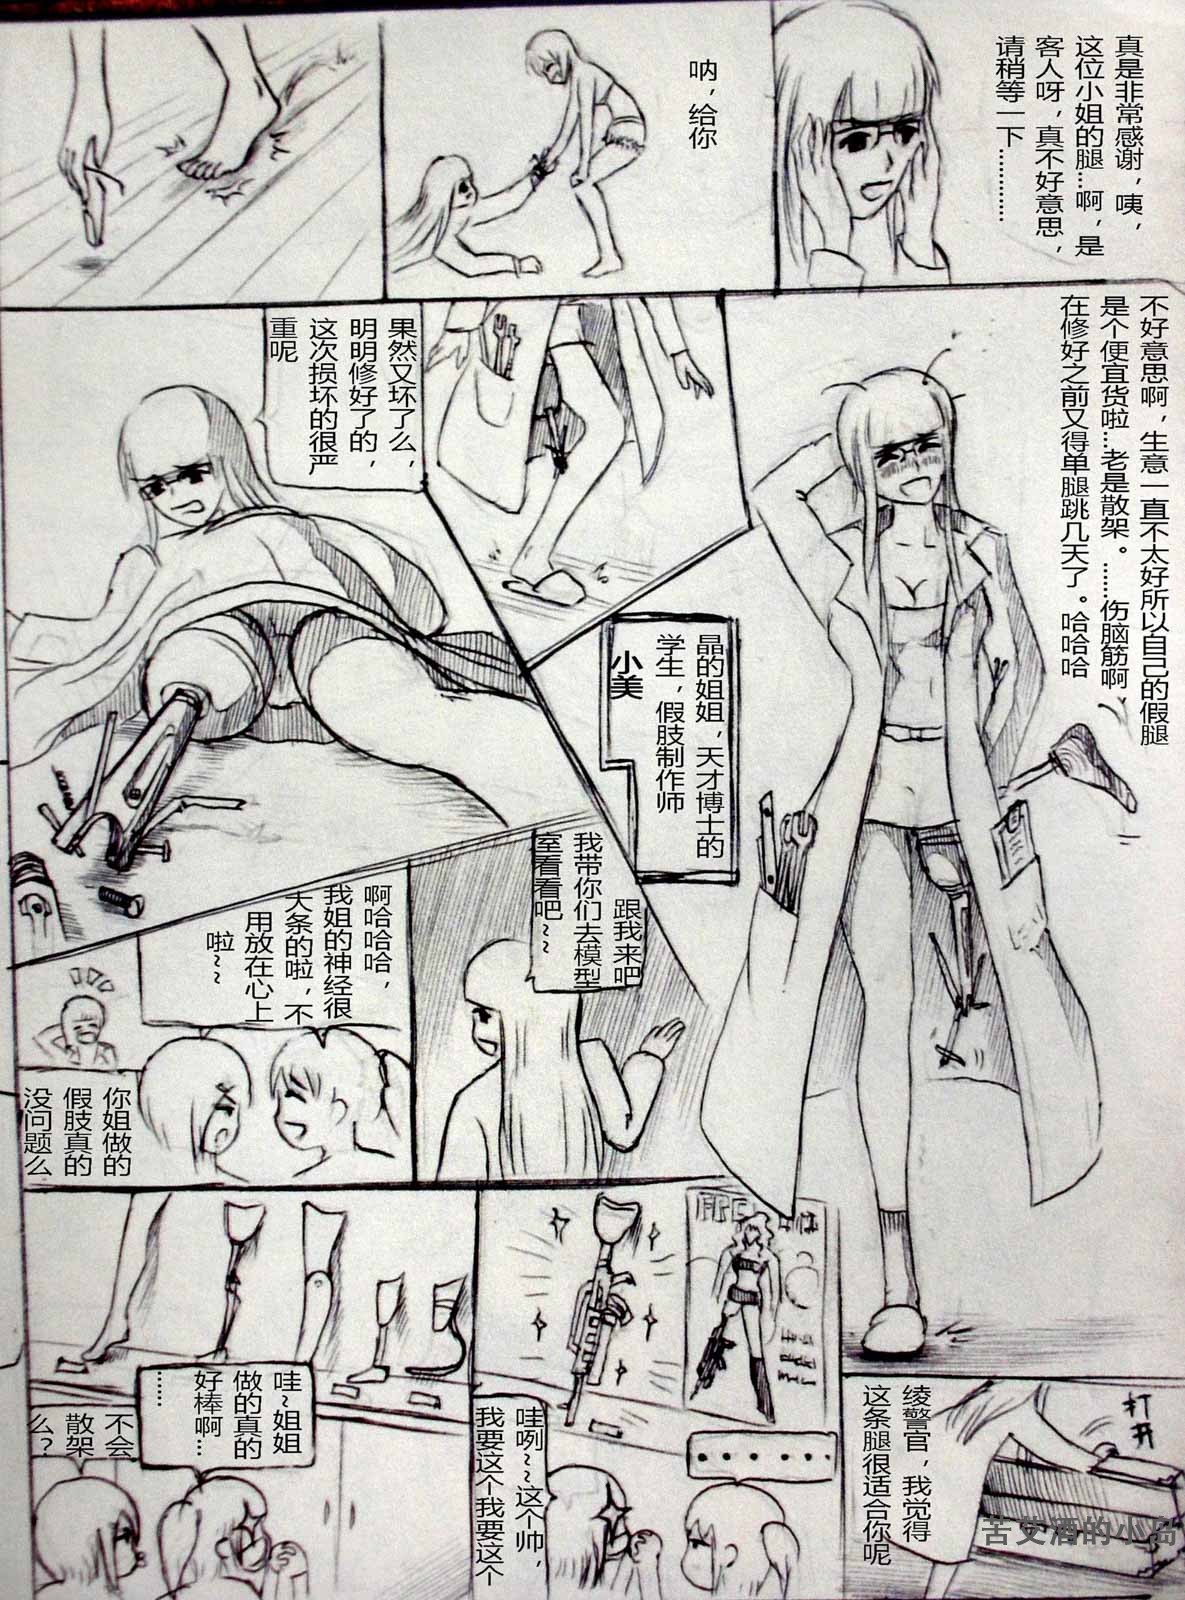 真是非常感谢，咦，
这位小姐的腿…啊，是
客人呀，真不好意思，
请稍等一下…………
呐，给你
不好意思啊，生意一直不太好所以自己的假腿
是个便宜货啦…老是散架。……伤脑筋啊，
在修好之前又得单腿跳几天了。哈哈哈
果然又坏了么，
明明修好了的，
这次损坏的很严
重呢
晶的姐姐，天才博士的
学生，假肢制作师
小美
跟我来吧
我带你们去模型
室看看吧~~
啊哈哈哈，
我姐的神经很
大条的啦，不
用放在心上
啦~~
你姐做的
假肢真的
没问题么
打开
绫警官，我觉得
这条腿很适合你呢
······
哇咧~~这个帅，
我要这个我要这个
哇~姐姐
做的真的
好棒啊…
……
不会
散架
么？
苦艾酒的小岛